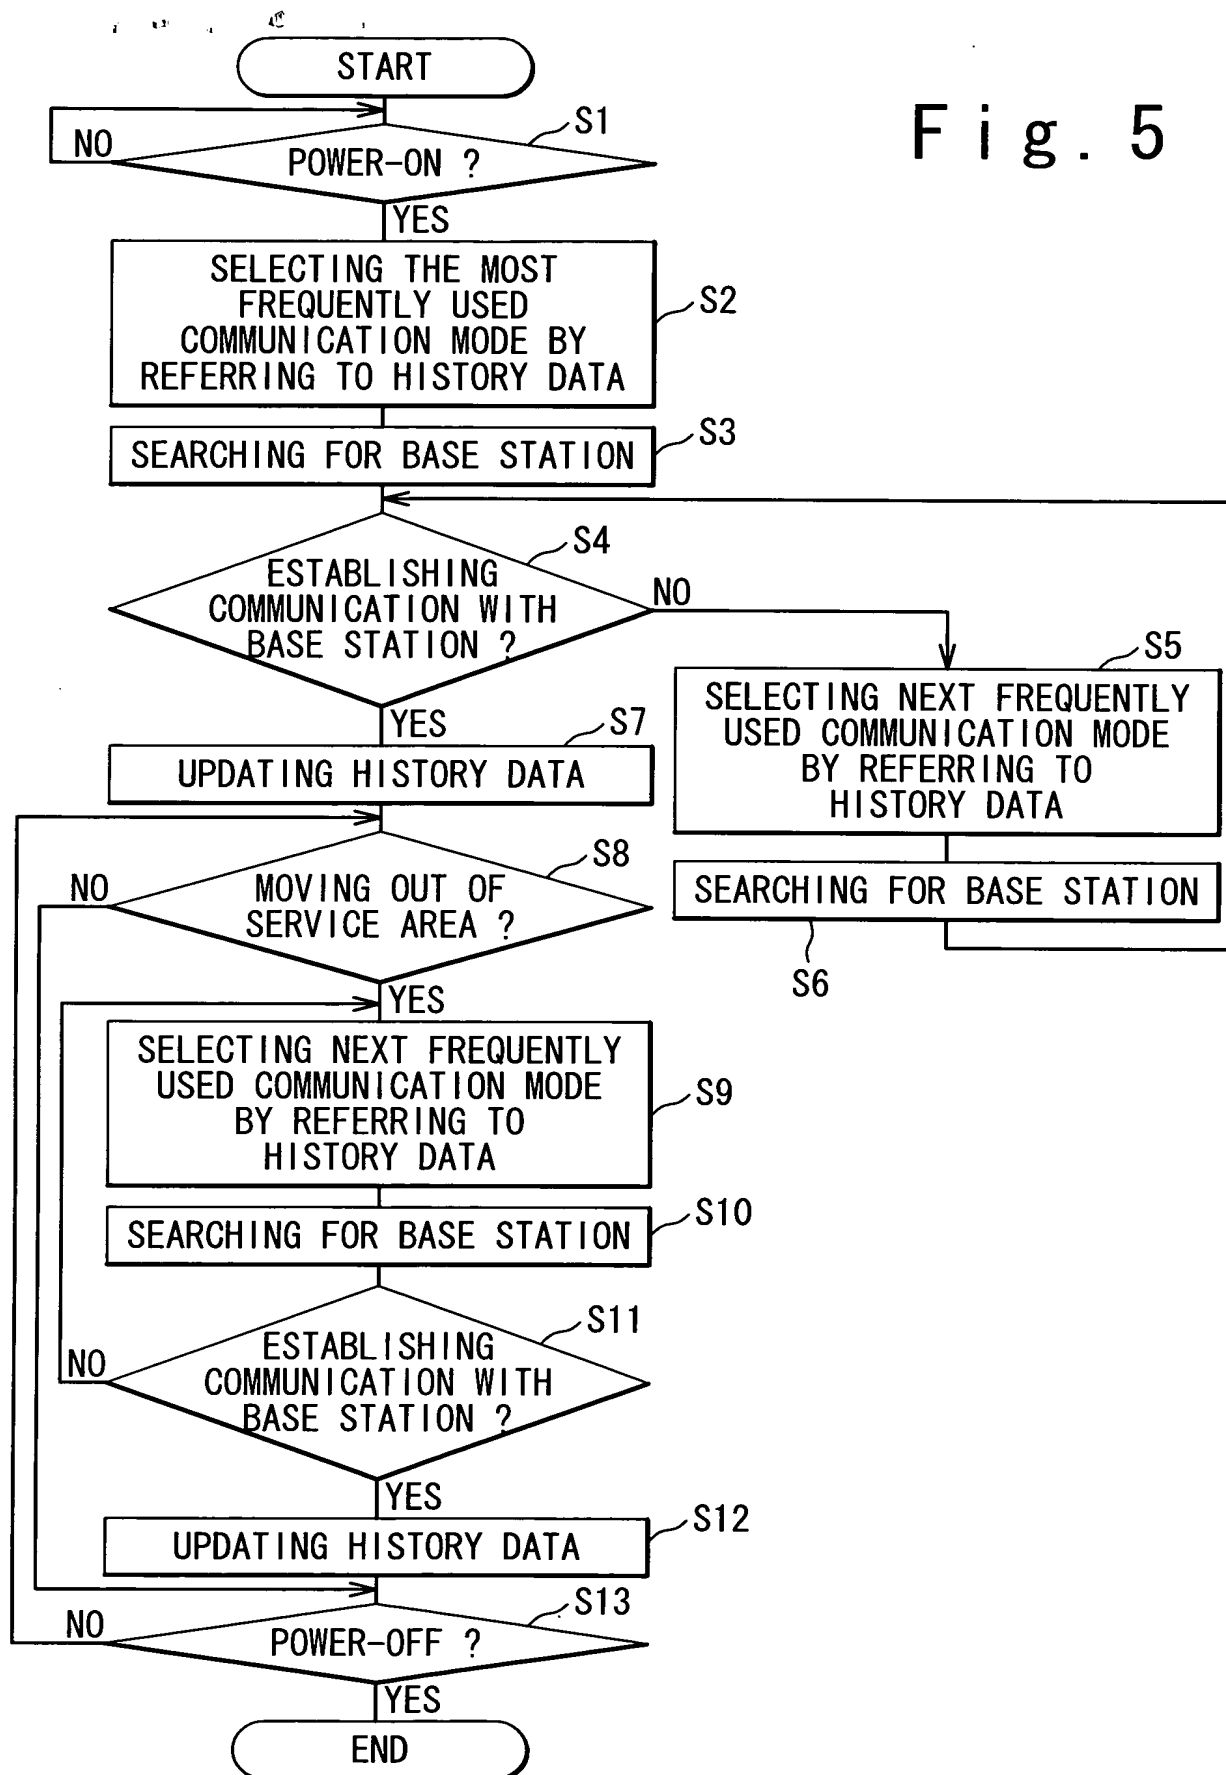 START
Fig. 5
S1
NO
POWER-ON ?
YES
SELECTING THE MOST
FREQUENTLY USED
COMMUNICATION MODE BY
REFERRING TO HISTORY DATA
S2
S3
SEARCHING FOR BASE STATION
S4
ESTABLISHING
COMMUNICATION WITH
BASE STATION ?
NO
S5
SELECTING NEXT FREQUENTLY
USED COMMUNICATION MODE
BY REFERRING TO
HISTORY DATA
SEARCHING FOR BASE STATION
S6
YES
S7
UPDATING HISTORY DATA
S8
NO
MOVING OUT OF
SERVICE AREA ?
YES
SELECTING NEXT FREQUENTLY
USED COMMUNICATION MODE
BY REFERRING TO
HISTORY DATA
S9
S10
SEARCHING FOR BASE STATION
S11
NO
ESTABLISHING
COMMUNICATION WITH
BASE STATION ?
YES
S12
UPDATING HISTORY DATA
S13
NO
POWER-OFF ?
YES
END